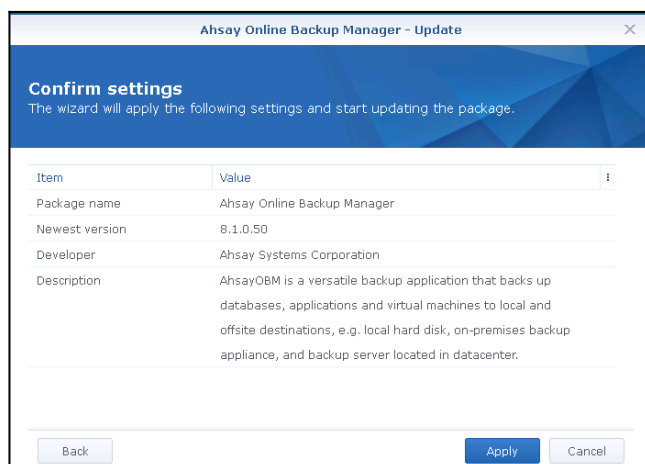 Ahsay Online Backup Manager - Update
Confirm settings
The wizard will apply the following settings and start updating the package.
Item Value
Package name Ahsay Online Backup Manager
Newest version 8.1.0.50
Developer Ahsay Systems Corporation
Description AhsayOBM is a versatile backup application that backs up
databases, applications and virtual machines to local and
offsite destinations, e.g. local hard disk, on-premises backup
appliance, and backup server located in datacenter.
Back Apply Cancel